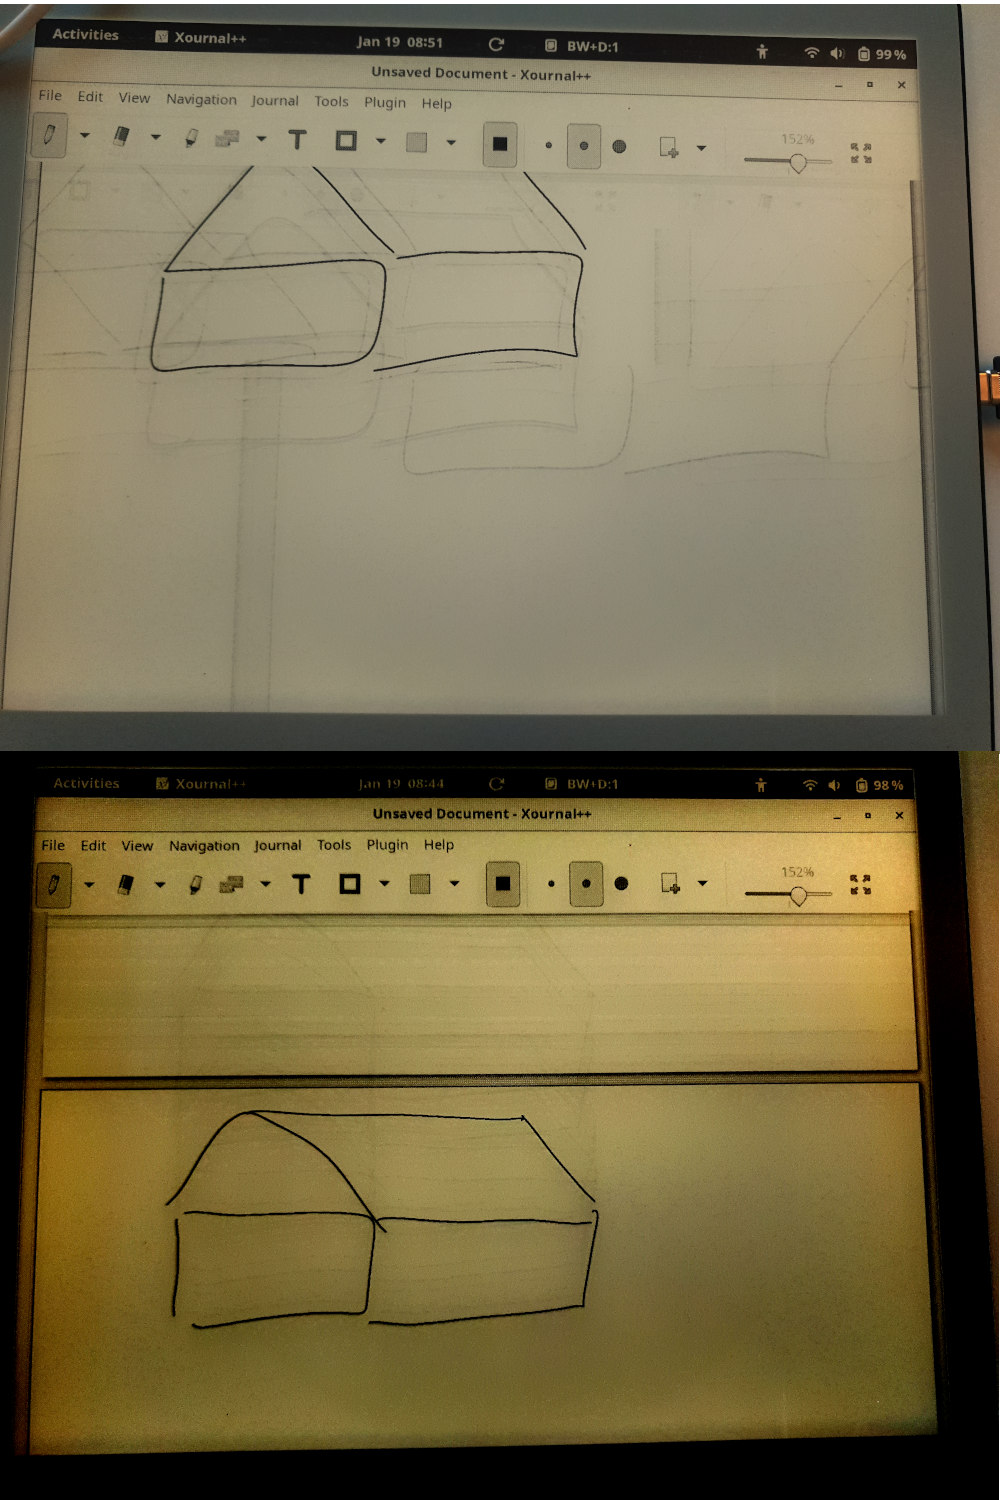 Activities Xournal++ Jan 19 08:51 BW+D:1 99%
Unsaved Document - Xournal++
File Edit View Navigation Journal Tools Plugin Help
T 152%
Activities Xournal++ Jan 19 08:44 BW+D:1 98%
Unsaved Document - Xournal++
File Edit View Navigation Journal Tools Plugin Help
T 152%